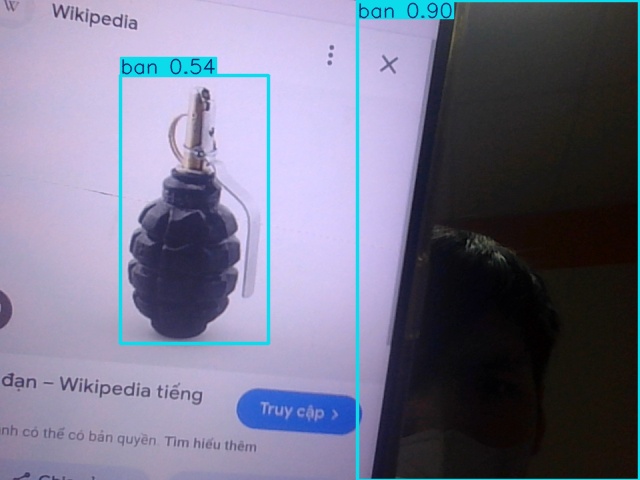 W
Wikipedia
ban 0.90
ban 0.54
đạn – Wikipedia tiếng
Truy cập >
ảnh có thể có bản quyền. Tìm hiểu thêm